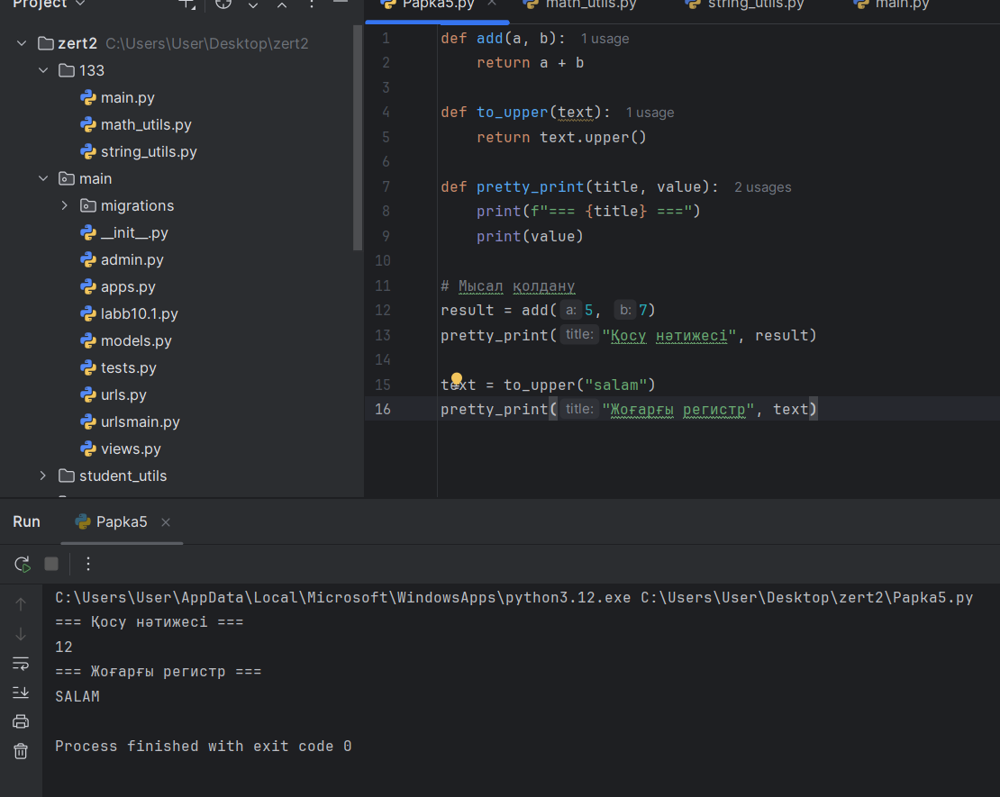 Project
Papka5.py
math_utils.py
string_utils.py
main.py
zert2 C:\Users\User\Desktop\zert2
133
main.py
math_utils.py
string_utils.py
main
migrations
__init__.py
admin.py
apps.py
labb10.1.py
models.py
tests.py
urls.py
urlsmain.py
views.py
student_utils
1 def add(a, b): 1 usage
2 return a + b
3
4 def to_upper(text): 1 usage
5 return text.upper()
6
7 def pretty_print(title, value): 2 usages
8 print(f"=== {title} ===")
9 print(value)
10
11 # Мысал қолдану
12 result = add( a: 5, b: 7)
13 pretty_print( title: "Қосу нәтижесі", result)
14
15 text = to_upper("salam")
16 pretty_print( title: "Жоғарғы регистр", text)
Run Papka5
C:\Users\User\AppData\Local\Microsoft\WindowsApps\python3.12.exe C:\Users\User\Desktop\zert2\Papka5.py
=== Қосу нәтижесі ===
12
=== Жоғарғы регистр ===
SALAM
Process finished with exit code 0